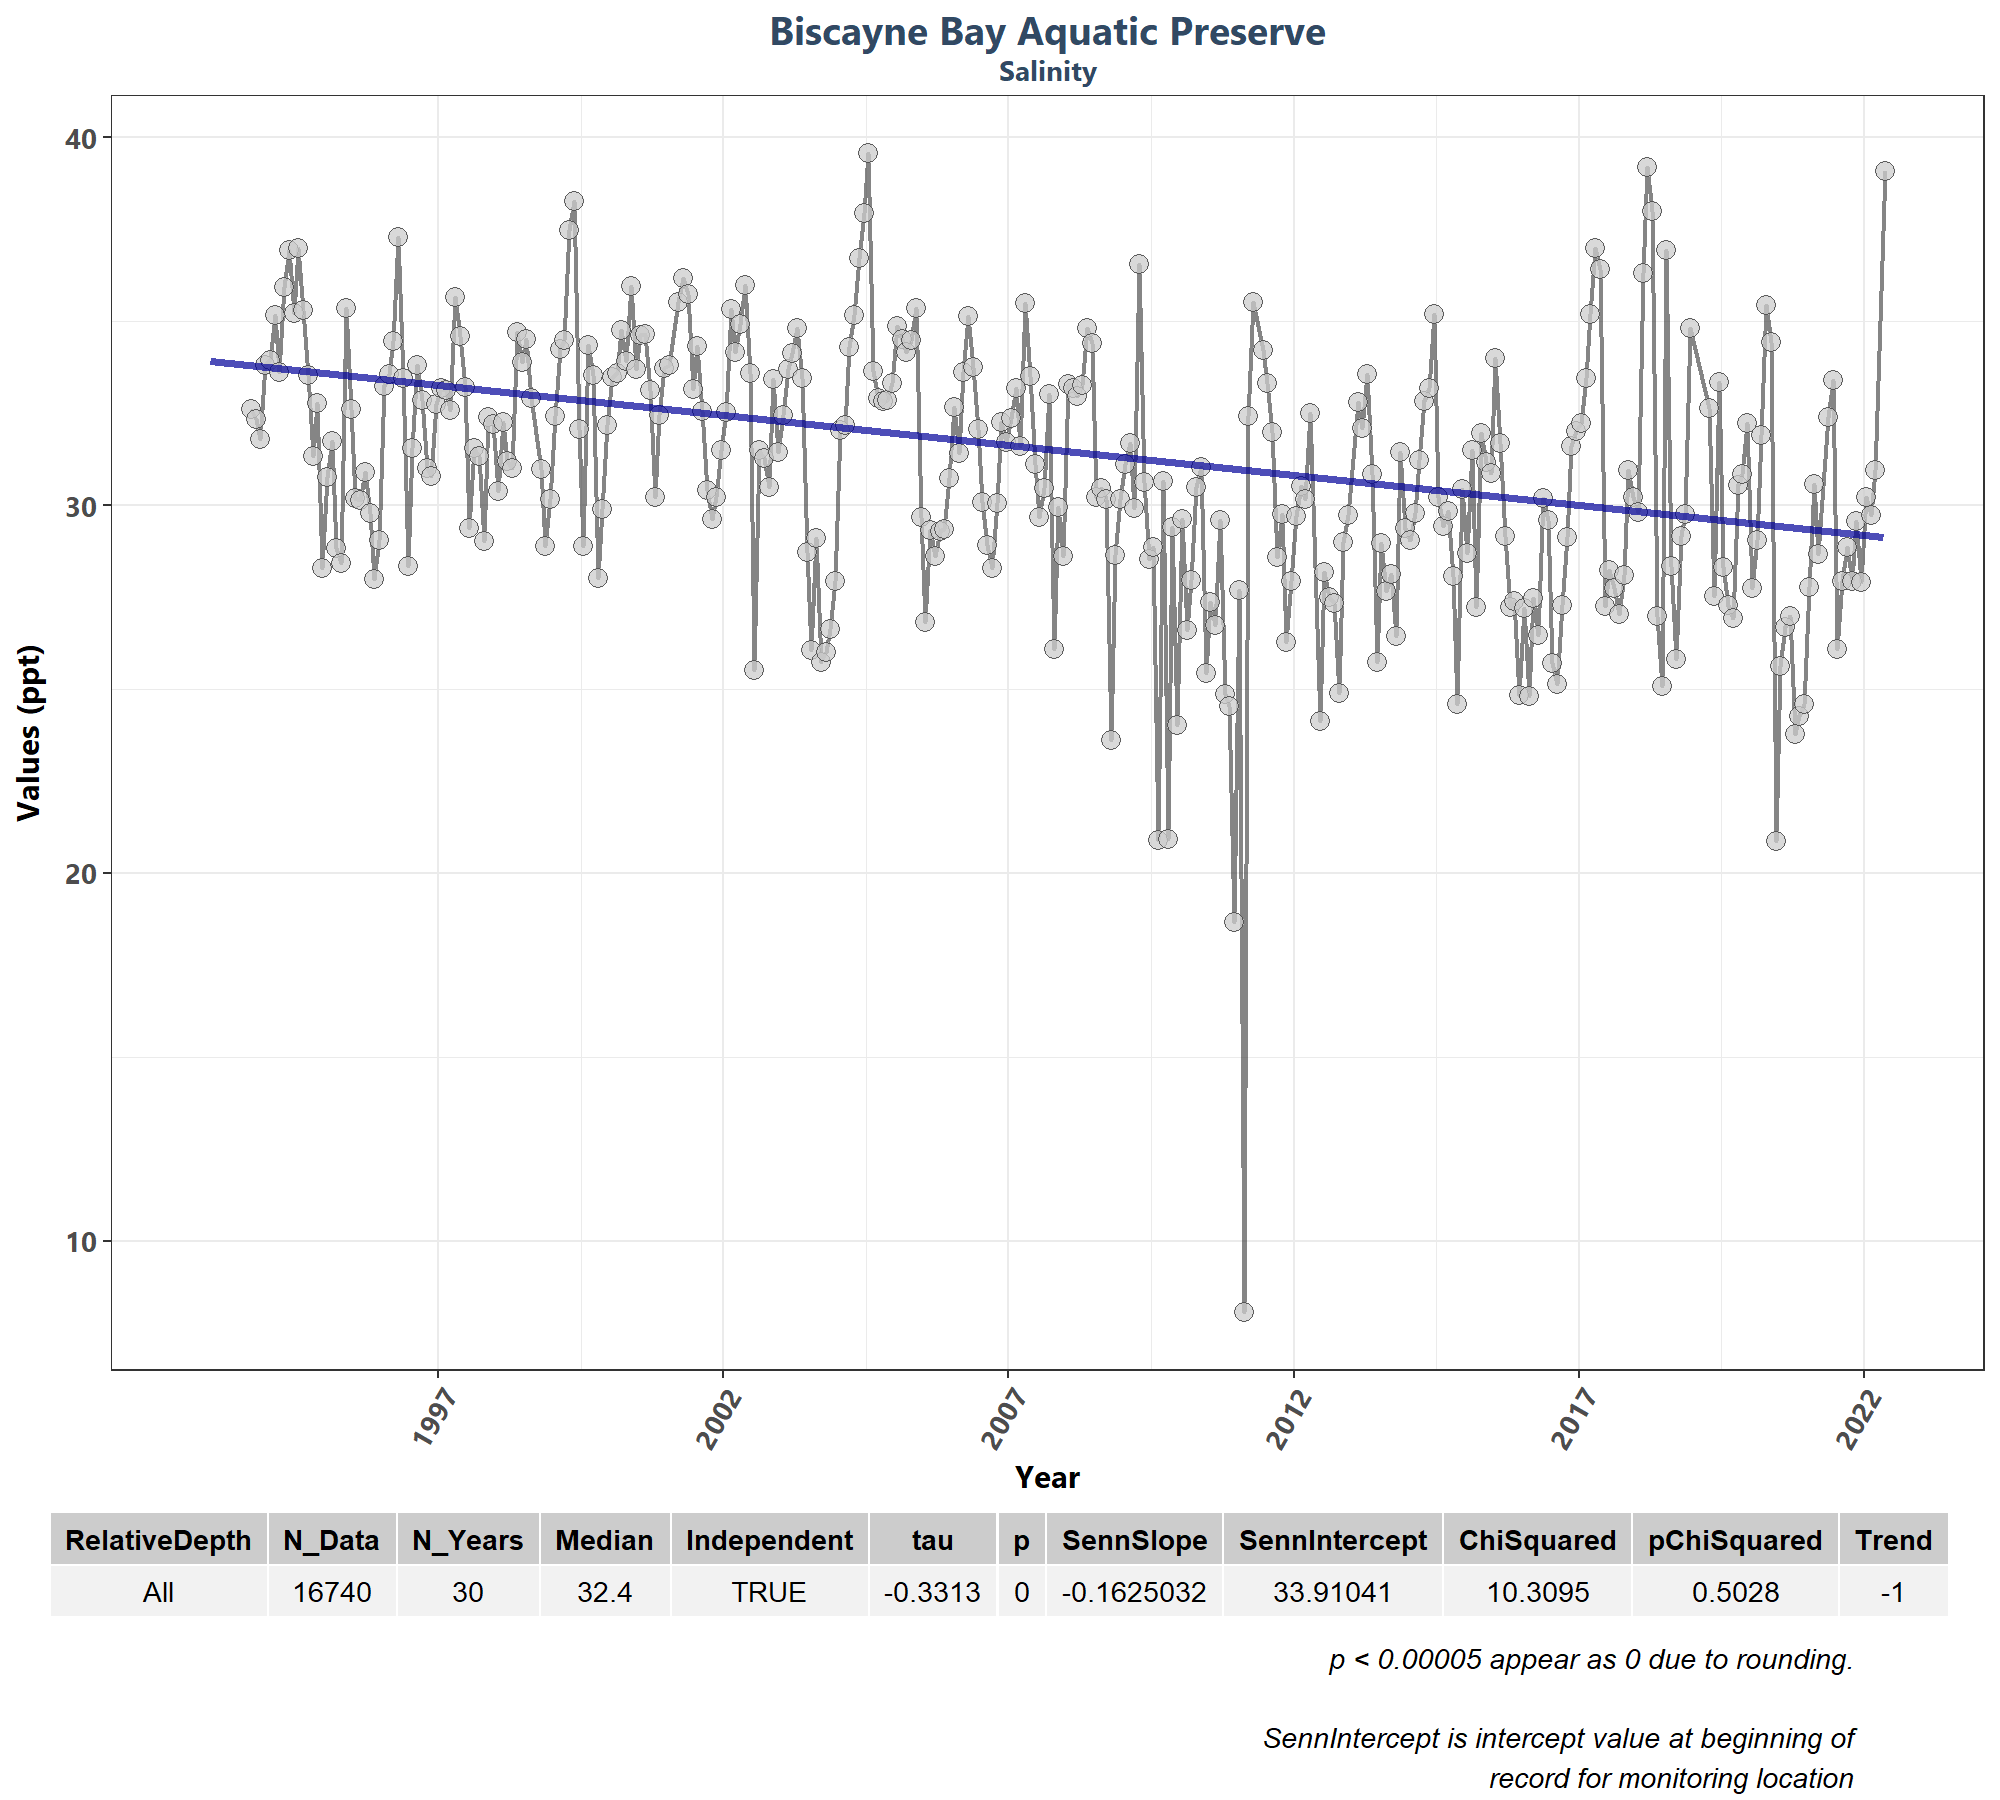 Biscayne Bay Aquatic Preserve
Salinity
40
30
20
10
Values (ppt)
1997
2002
2007
2012
2017
2022
Year
RelativeDepth N_Data N_Years Median Independent tau p SennSlope SennIntercept ChiSquared pChiSquared Trend
All 16740 30 32.4 TRUE -0.3313 0 -0.1625032 33.91041 10.3095 0.5028 -1
p < 0.00005 appear as 0 due to rounding.
SennIntercept is intercept value at beginning of
record for monitoring location